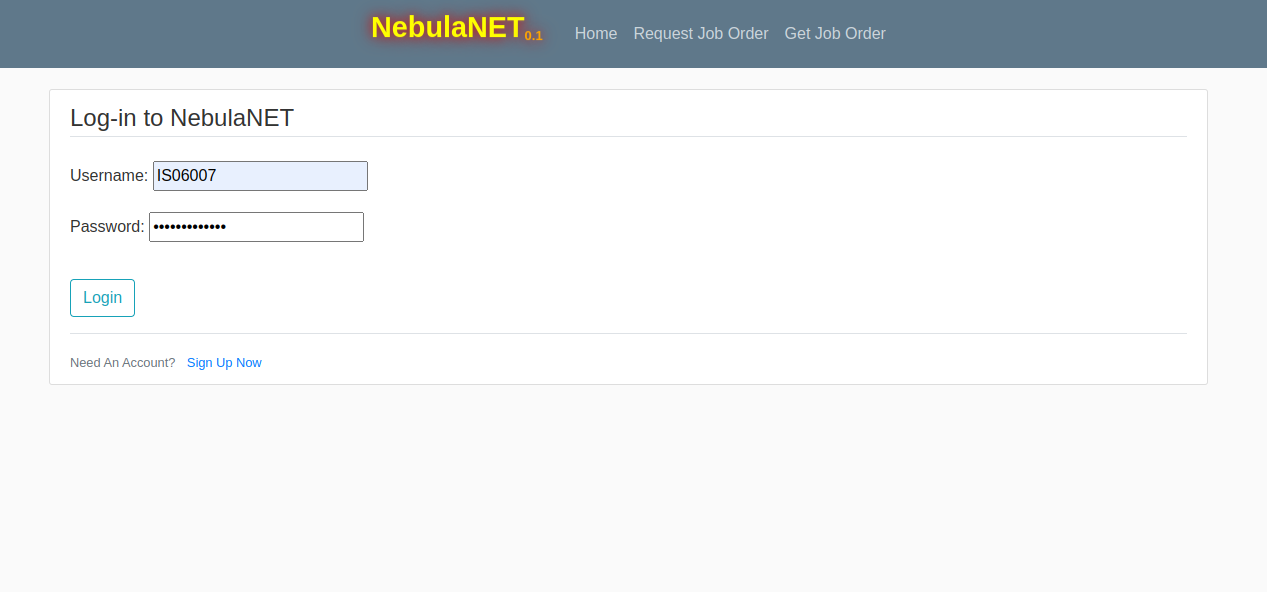 NebulaNET0.1 Home Request Job Order Get Job Order
Log-in to NebulaNET
Username: IS06007
Password: •••••••••••••
Login
Need An Account? Sign Up Now